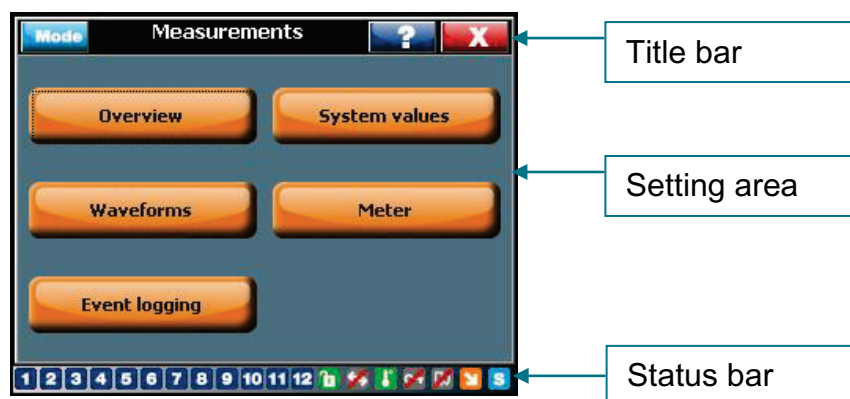 Mode Measurements ? X
Title bar
Overview System values
Setting area
Waveforms Meter
Event logging
1 2 3 4 5 6 7 8 9 10 11 12 S
Status bar